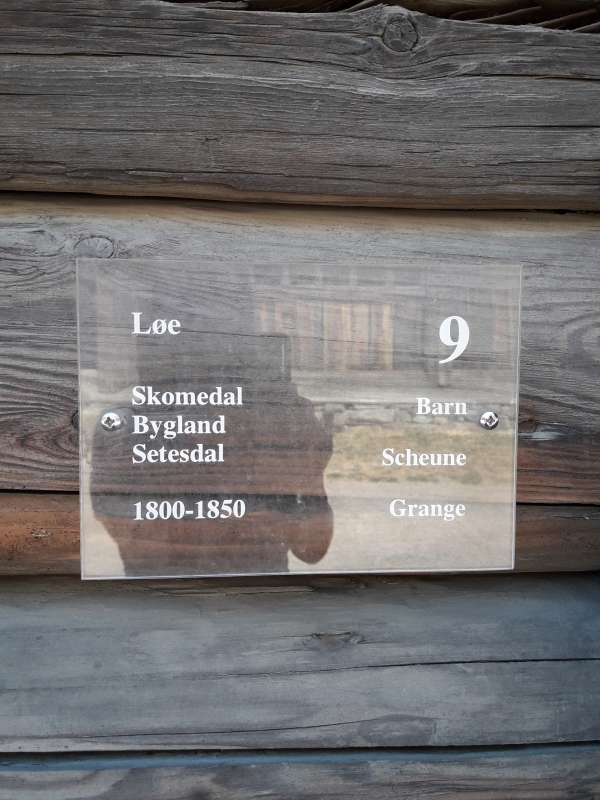 Løe
9
Skomedal
Bygland
Setesdal
1800-1850
Barn
Scheune
Grange